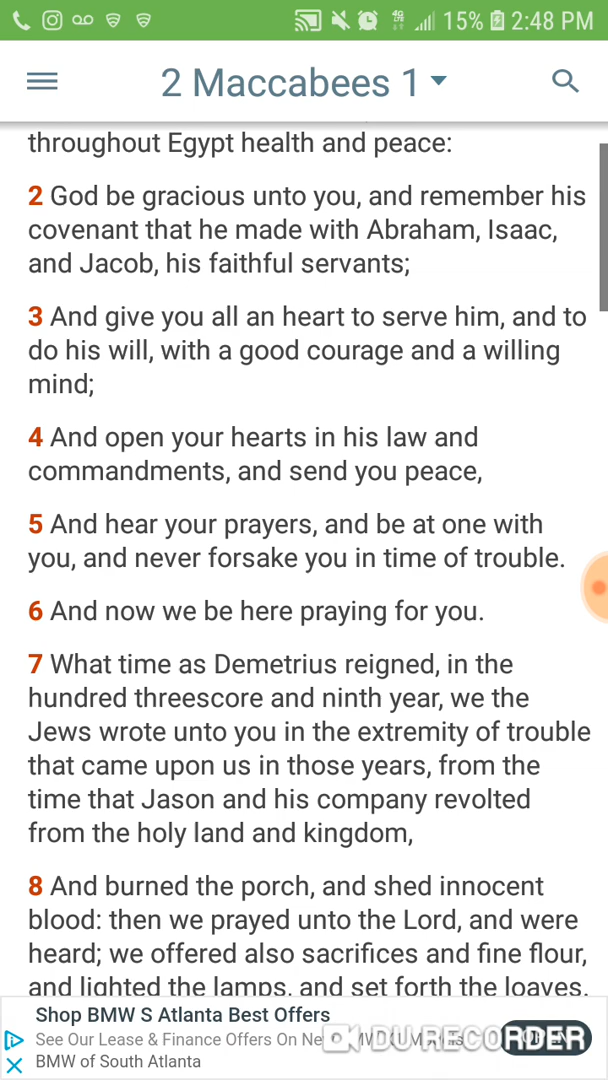 4G
15% 2:48 PM
2 Maccabees 1
throughout Egypt health and peace:
2 God be gracious unto you, and remember his
covenant that he made with Abraham, Isaac,
and Jacob, his faithful servants;
3 And give you all an heart to serve him, and to
do his will, with a good courage and a willing
mind;
4 And open your hearts in his law and
commandments, and send you peace,
5 And hear your prayers, and be at one with
you, and never forsake you in time of trouble.
6 And now we be here praying for you.
7 What time as Demetrius reigned, in the
hundred threescore and ninth year, we the
Jews wrote unto you in the extremity of trouble
that came upon us in those years, from the
time that Jason and his company revolted
from the holy land and kingdom,
8 And burned the porch, and shed innocent
blood: then we prayed unto the Lord, and were
heard; we offered also sacrifices and fine flour,
and lighted the lamps, and set forth the loaves.
Shop BMW S Atlanta Best Offers
See Our Lease & Finance Offers On
DU RECORDER
BMW of South Atlanta